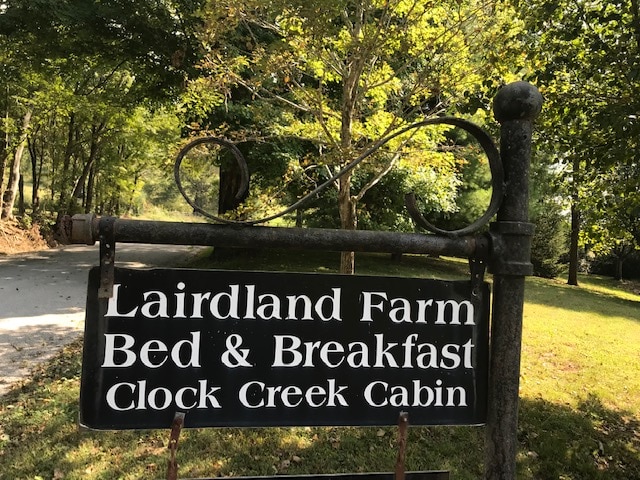 Lairdland Farm
Bed & Breakfast
Clock Creek Cabin